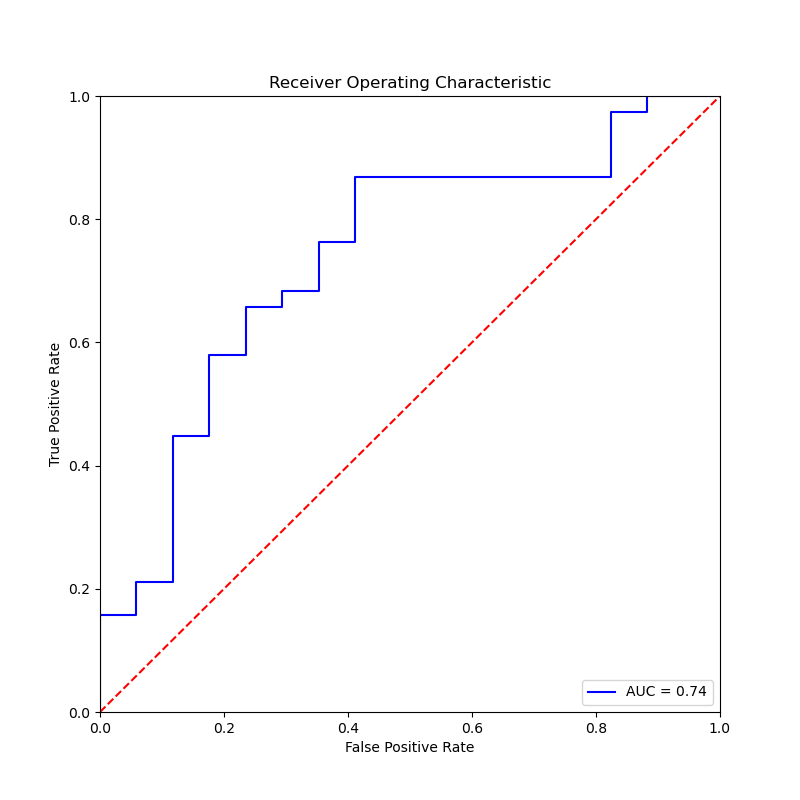 Receiver Operating Characteristic
1.0
0.8
0.6
0.4
0.2
0.0
True Positive Rate
AUC = 0.74
0.0 0.2 0.4 0.6 0.8 1.0
False Positive Rate